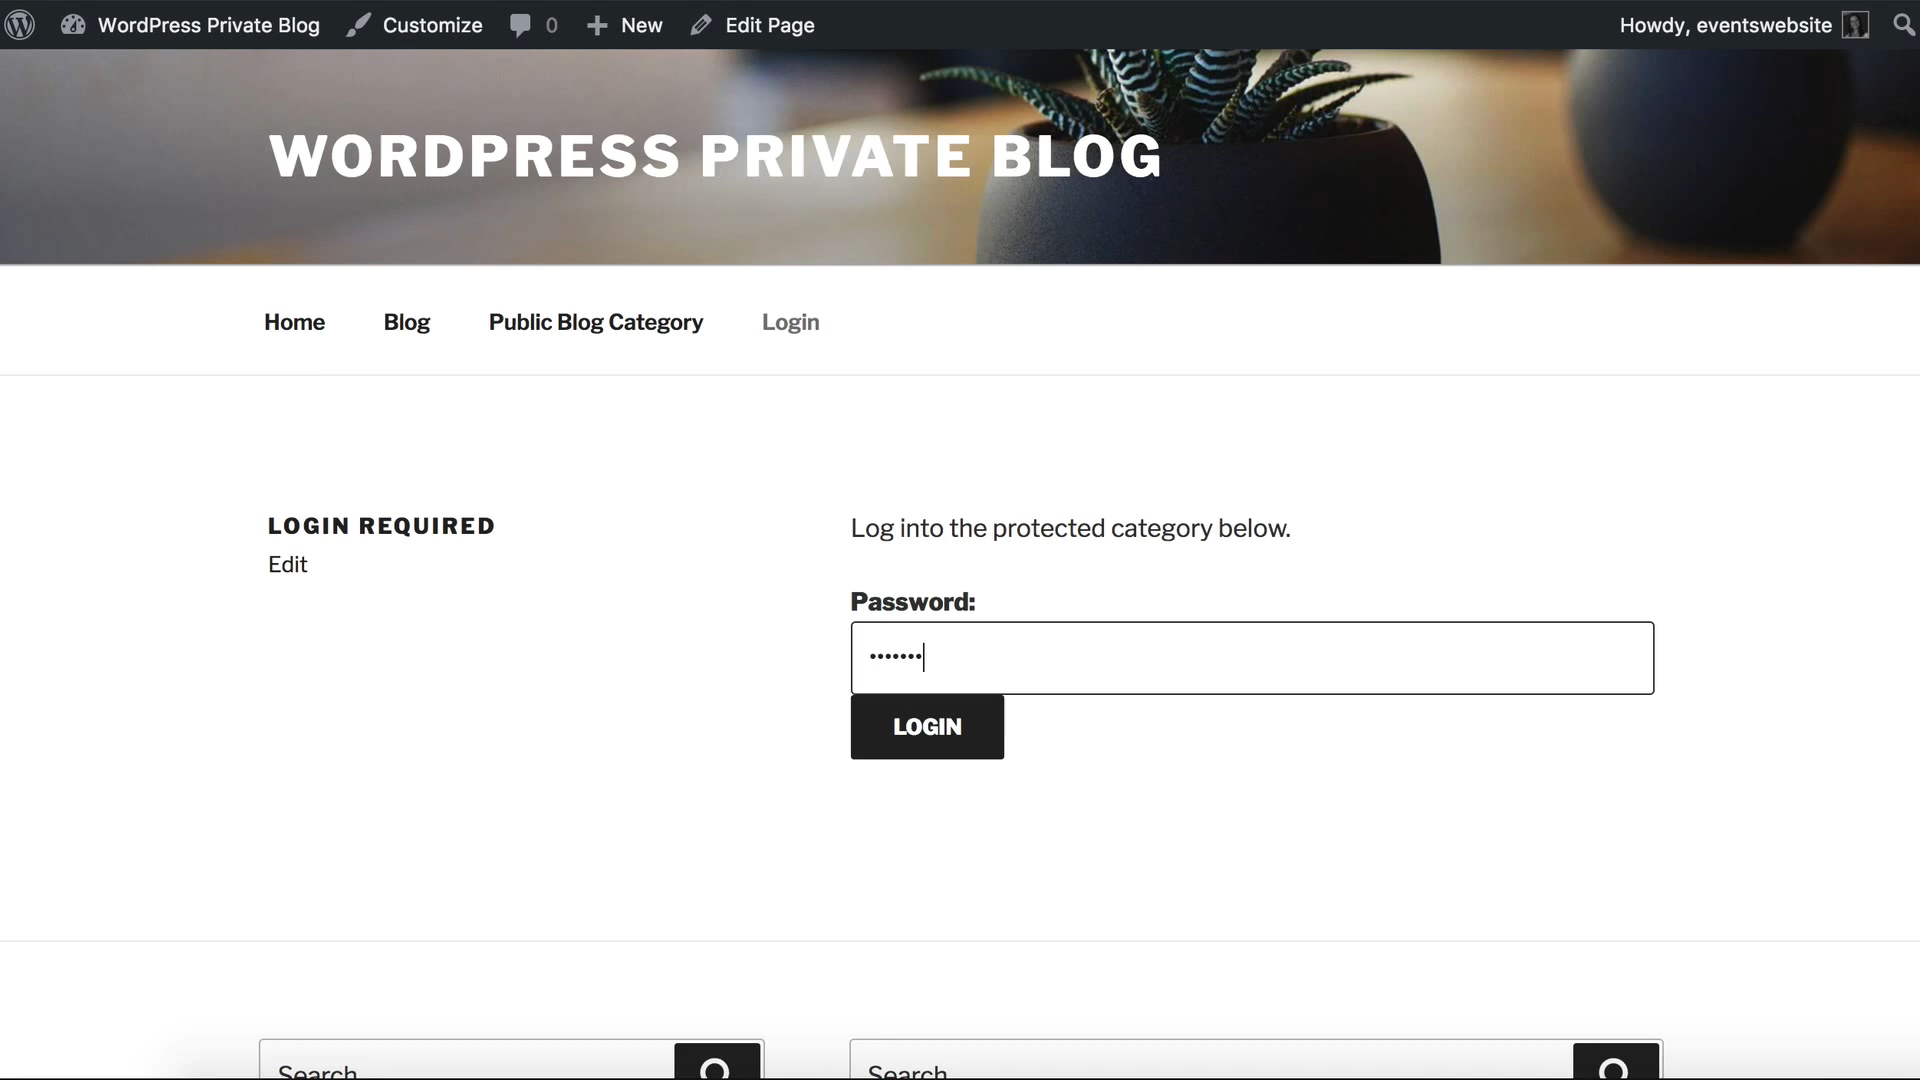 WordPress Private Blog Customize 0 New Edit Page Howdy, eventswebsite
WORDPRESS PRIVATE BLOG
Home Blog Public Blog Category Login
LOGIN REQUIRED
Edit
Log into the protected category below.
Password:
•••••••
LOGIN
Search
Search